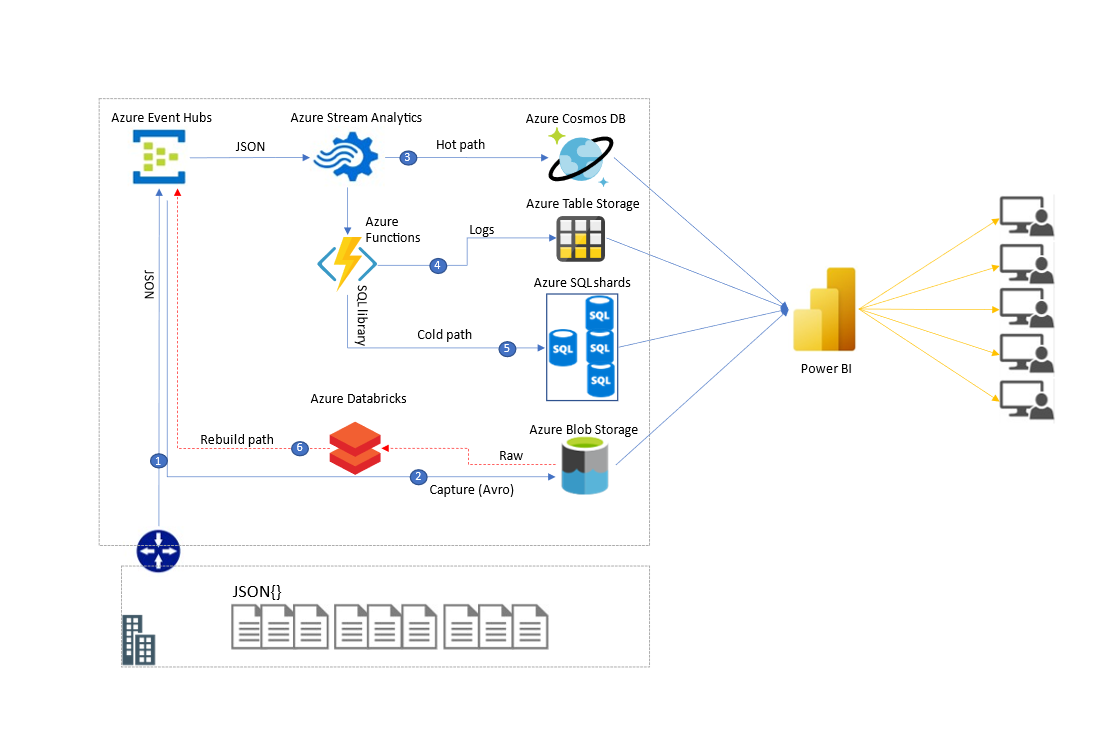 Azure Event Hubs
Azure Stream Analytics
Azure Cosmos DB
JSON
3
Hot path
Azure Table Storage
Azure
Functions
Logs
4
JSON
SQL library
Azure SQL shards
SQL
SQL
SQL
SQL
Cold path
5
Power BI
Azure Databricks
Azure Blob Storage
Rebuild path
6
Raw
1
2
Capture (Avro)
JSON{}